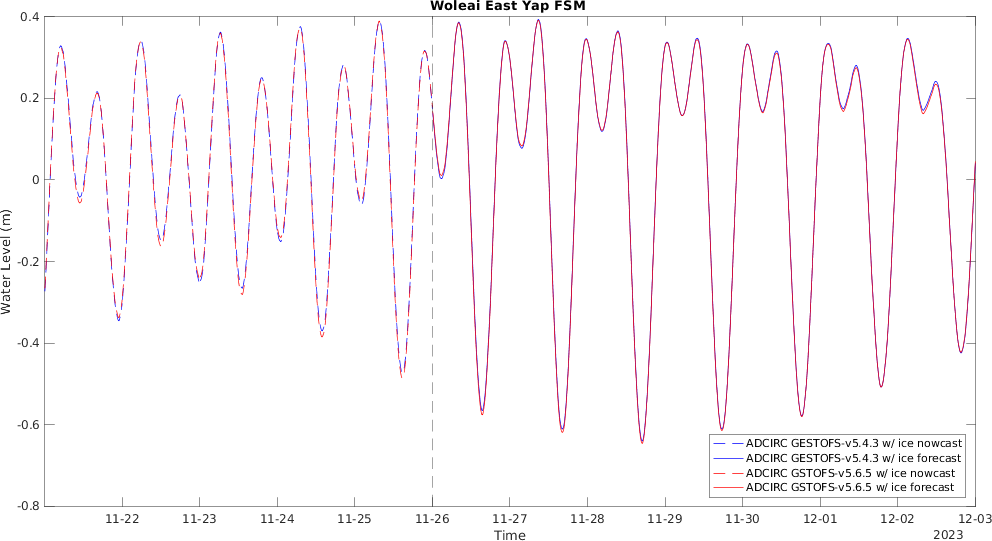 Woleai East Yap FSM
0.4
0.2
0
-0.2
-0.4
-0.6
-0.8
Water Level (m)
ADCIRC GESTOFS-v5.4.3 w/ ice nowcast
ADCIRC GESTOFS-v5.4.3 w/ ice forecast
ADCIRC GSTOFS-v5.6.5 w/ ice nowcast
ADCIRC GSTOFS-v5.6.5 w/ ice forecast
11-22 11-23 11-24 11-25 11-26 11-27 11-28 11-29 11-30 12-01 12-02 12-03
Time
2023